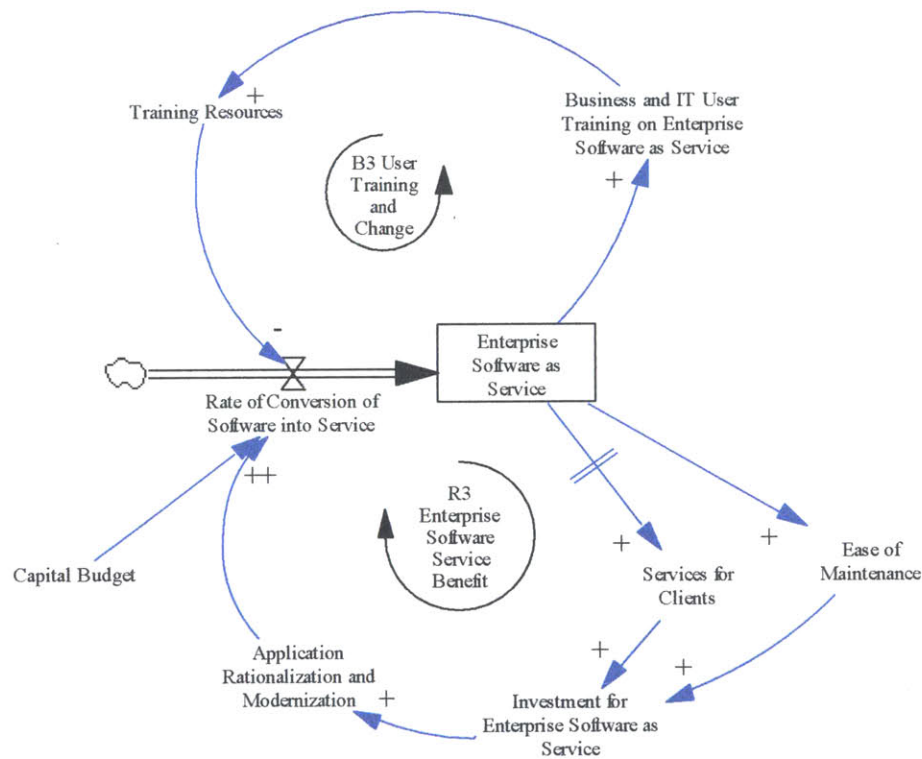 +
Training Resources
Business and IT User
Training on Enterprise
Software as Service
+
B3 User
Training
and
Change
-
Enterprise
Software as
Service
Rate of Conversion of
Software into Service
++
R3
Enterprise
Software
Service
Benefit
+
+
Ease of
Maintenance
Capital Budget
Services for
Clients
+
+
Application
Rationalization and
Modernization
+
Investment for
Enterprise Software as
Service